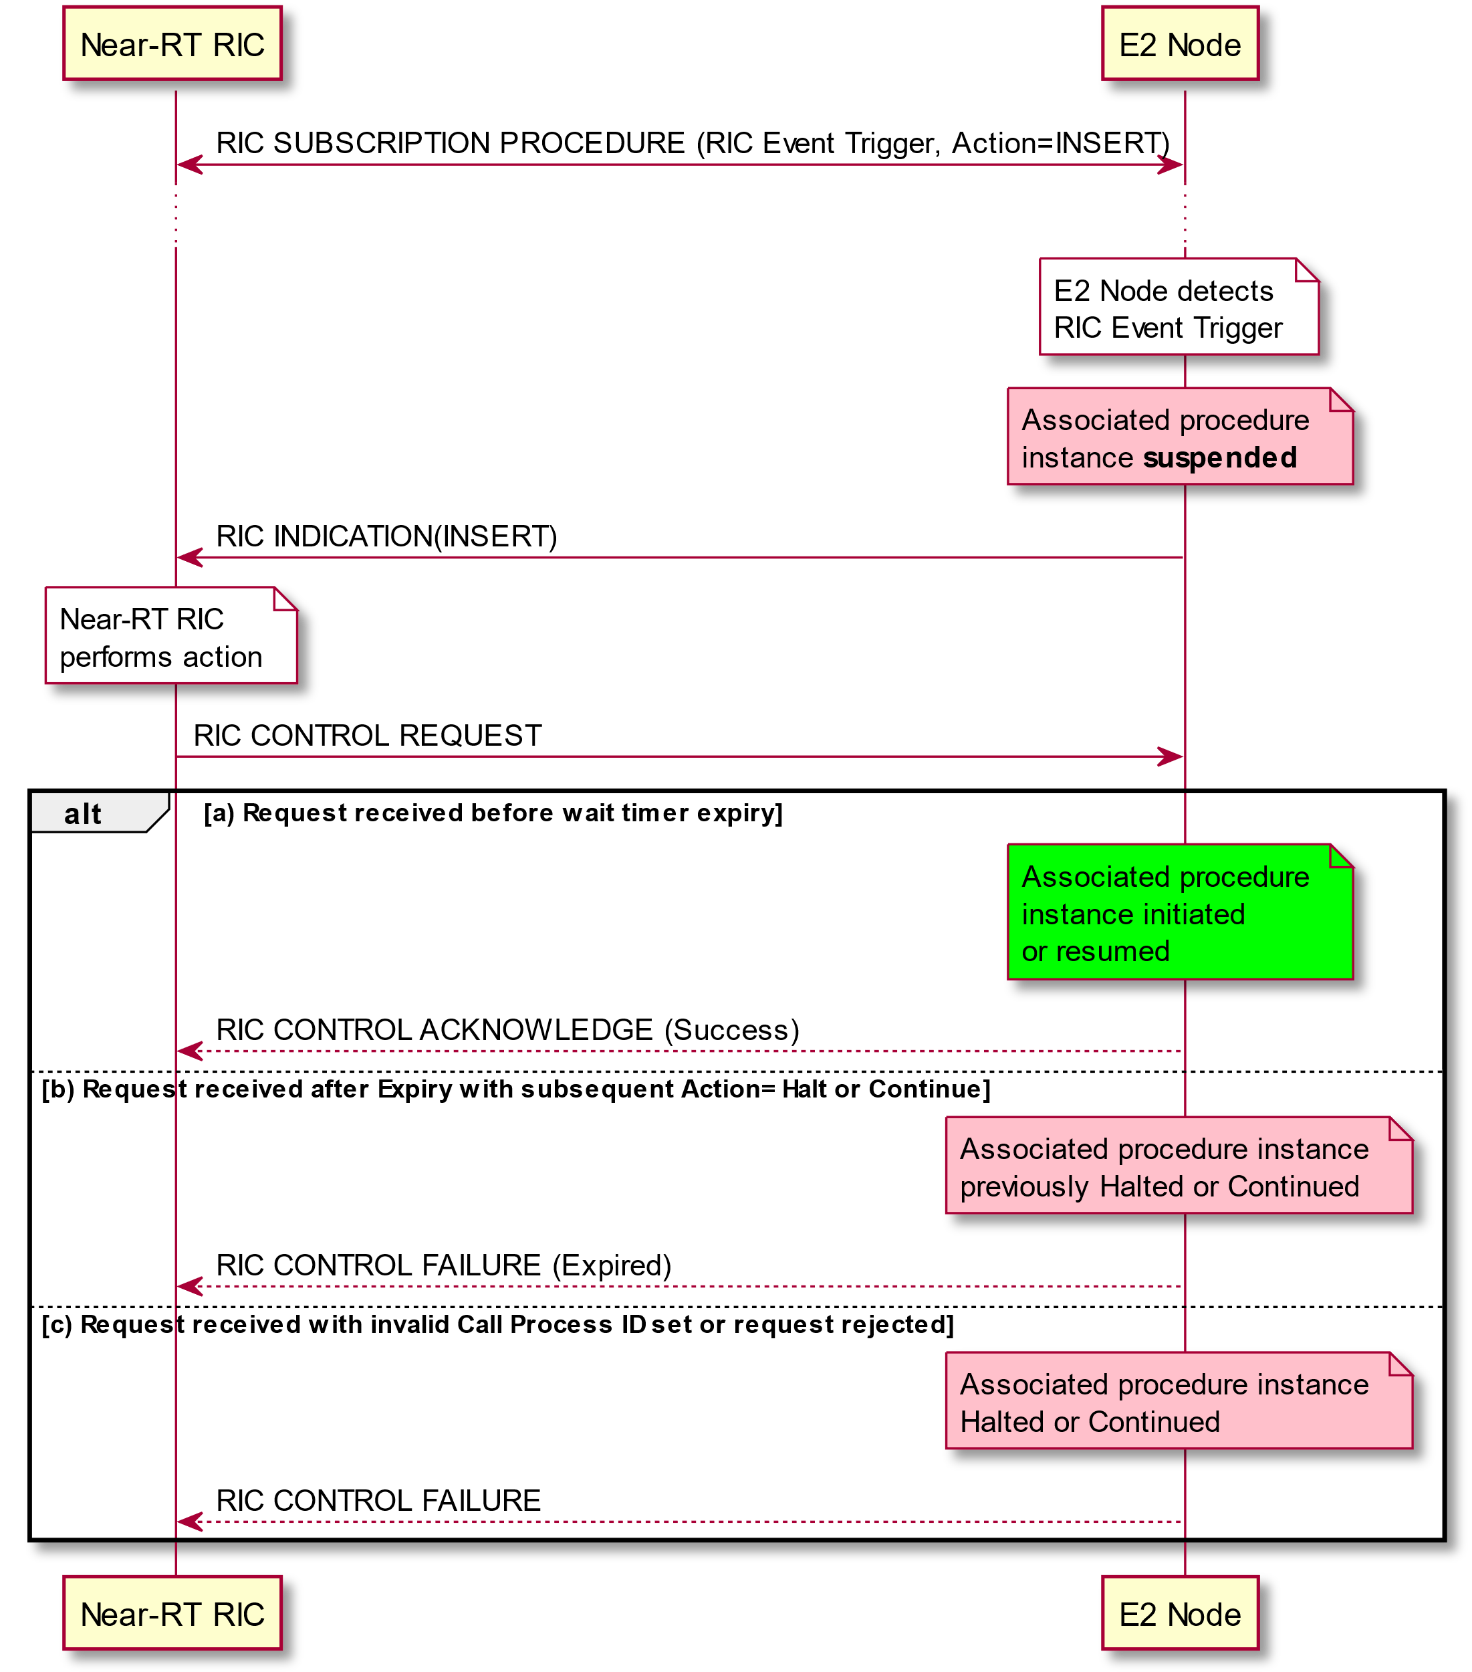 Near-RT RIC
E2 Node
RIC SUBSCRIPTION PROCEDURE (RIC Event Trigger, Action=INSERT)
E2 Node detects
RIC Event Trigger
Associated procedure
instance suspended
RIC INDICATION(INSERT)
Near-RT RIC
performs action
RIC CONTROL REQUEST
alt
[a) Request received before wait timer expiry]
Associated procedure
instance initiated
or resumed
RIC CONTROL ACKNOWLEDGE (Success)
[b) Request received after Expiry with subsequent Action= Halt or Continue]
Associated procedure instance
previously Halted or Continued
RIC CONTROL FAILURE (Expired)
[c) Request received with invalid Call Process ID set or request rejected]
Associated procedure instance
Halted or Continued
RIC CONTROL FAILURE
Near-RT RIC
E2 Node